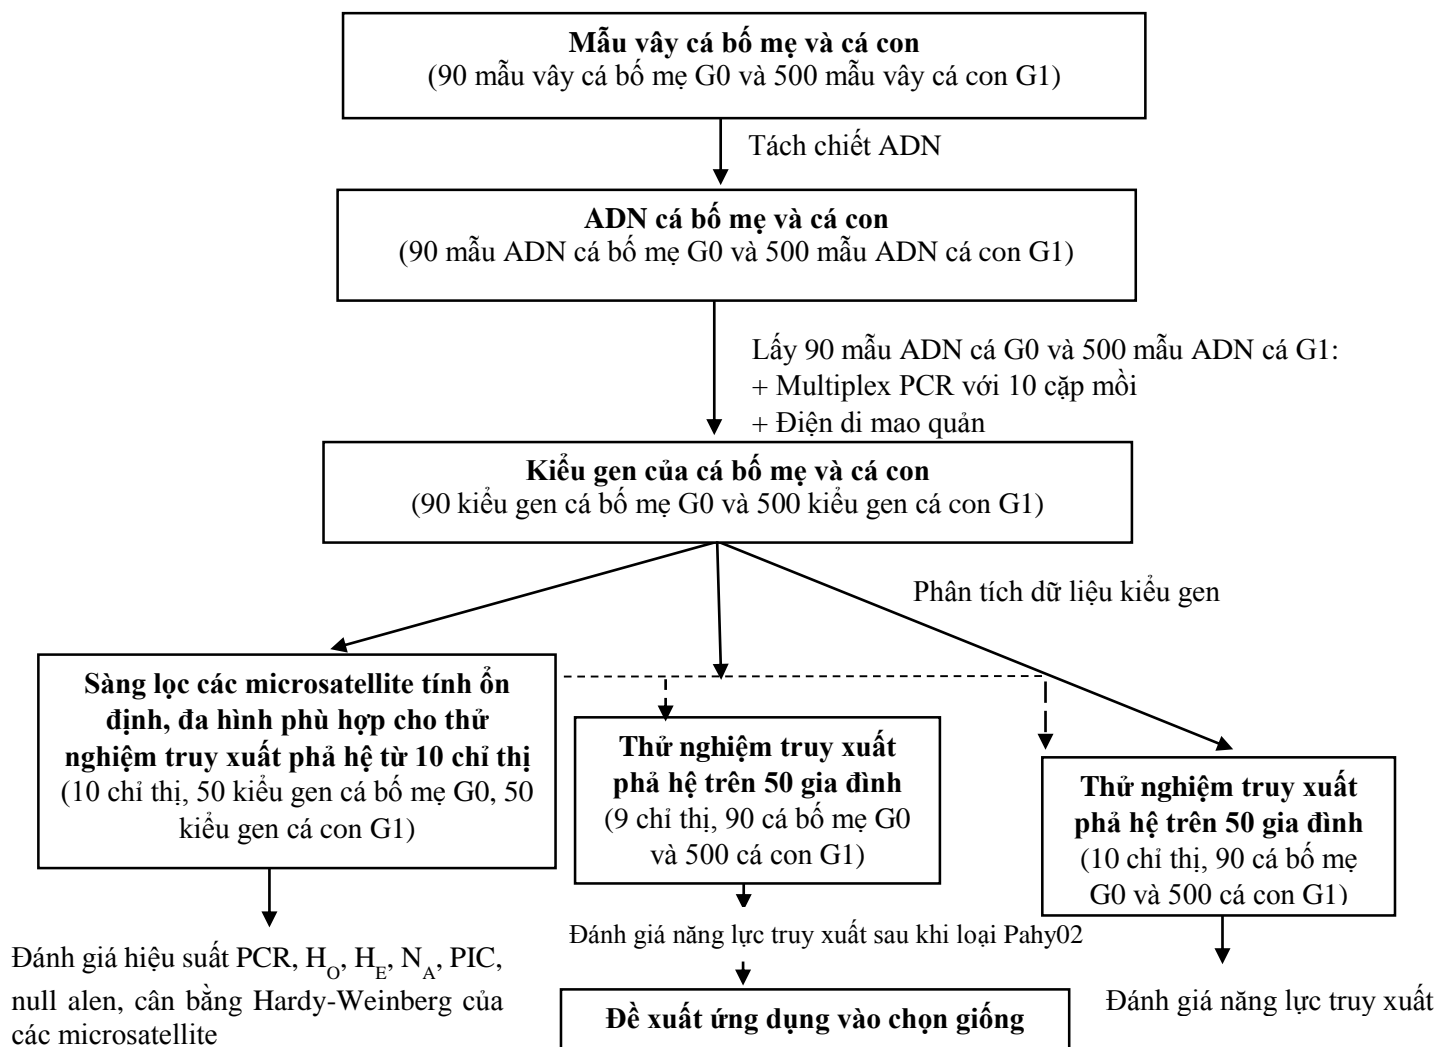 Mẫu vây cá bố mẹ và cá con
(90 mẫu vây cá bố mẹ G0 và 500 mẫu vây cá con G1)
Tách chiết ADN
ADN cá bố mẹ và cá con
(90 mẫu ADN cá bố mẹ G0 và 500 mẫu ADN cá con G1)
Lấy 90 mẫu ADN cá G0 và 500 mẫu ADN cá G1:
+ Multiplex PCR với 10 cặp mồi
+ Điện di mao quản
Kiểu gen của cá bố mẹ và cá con
(90 kiểu gen cá bố mẹ G0 và 500 kiểu gen cá con G1)
Phân tích dữ liệu kiểu gen
Sàng lọc các microsatellite tính ổn
định, đa hình phù hợp cho thử
nghiệm truy xuất phả hệ từ 10 chỉ thị
(10 chỉ thị, 50 kiểu gen cá bố mẹ G0, 50
kiểu gen cá con G1)
Thử nghiệm truy xuất
phả hệ trên 50 gia đình
(9 chỉ thị, 90 cá bố mẹ G0
và 500 cá con G1)
Thử nghiệm truy xuất
phả hệ trên 50 gia đình
(10 chỉ thị, 90 cá bố mẹ
G0 và 500 cá con G1)
Đánh giá hiệu suất PCR, H_O, H_E, N_A, PIC,
null alen, cân bằng Hardy-Weinberg của
các microsatellite
Đánh giá năng lực truy xuất sau khi loại Pahy02
Đề xuất ứng dụng vào chọn giống
Đánh giá năng lực truy xuất